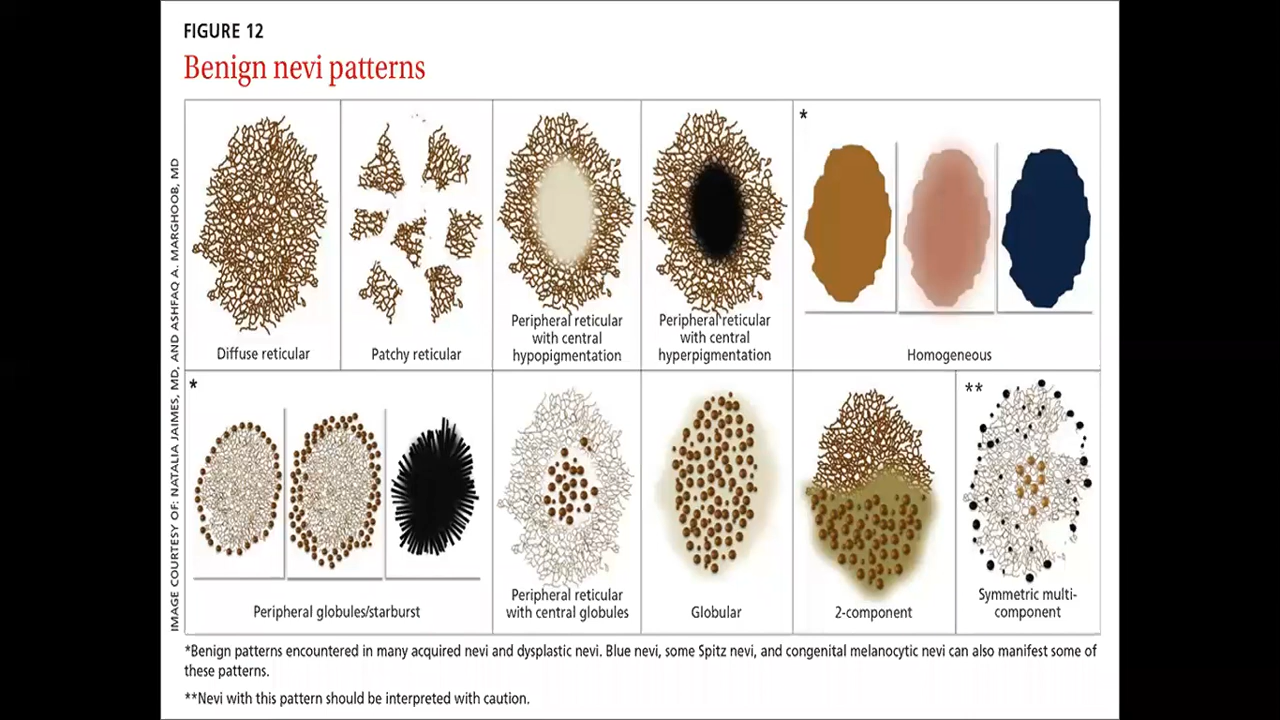 FIGURE 12
Benign nevi patterns
IMAGE COURTESY OF: NATALIA JAIMES, MD, AND ASHFAQ A. MARGHOOB, MD
*
Diffuse reticular
Patchy reticular
Peripheral reticular
with central
hypopigmentation
Peripheral reticular
with central
hyperpigmentation
Homogeneous
*
**
Peripheral globules/starburst
Peripheral reticular
with central globules
Globular
2-component
Symmetric multi-
component
*Benign patterns encountered in many acquired nevi and dysplastic nevi. Blue nevi, some Spitz nevi, and congenital melanocytic nevi can also manifest some of
these patterns.
**Nevi with this pattern should be interpreted with caution.